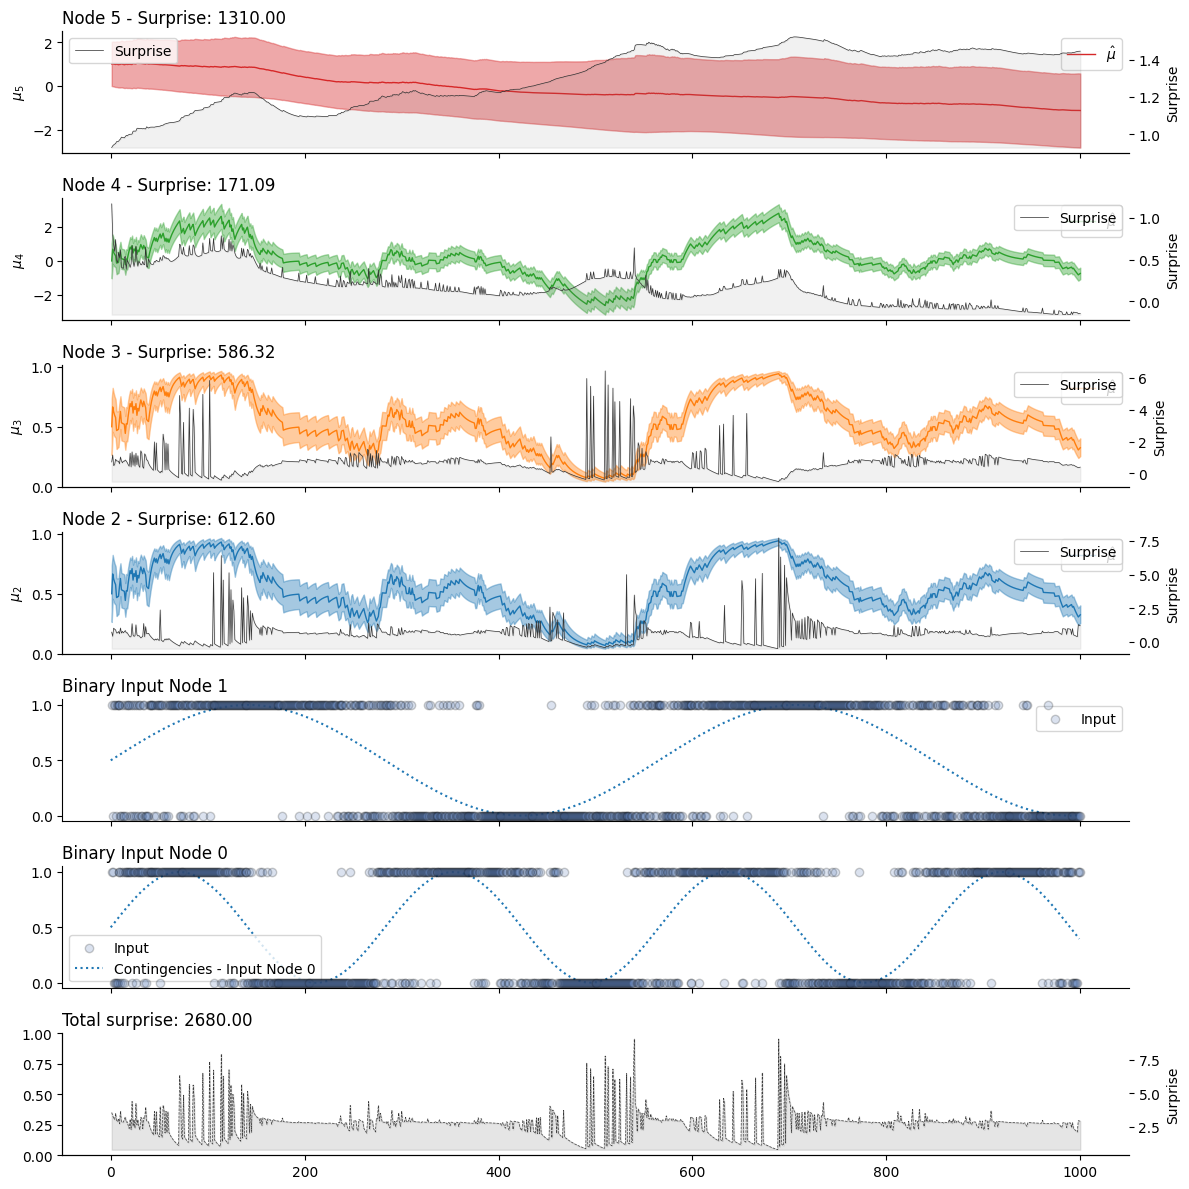 Node 5 - Surprise: 1310.00
Surprise
μ̂
2
0
−2
μ5
1.4
1.2
1.0
Surprise
Node 4 - Surprise: 171.09
Surprise
2
0
−2
μ4
1.0
0.5
0.0
Surprise
Node 3 - Surprise: 586.32
Surprise
1.0
0.5
0.0
μ3
6
4
2
0
Surprise
Node 2 - Surprise: 612.60
Surprise
1.0
0.5
0.0
μ2
7.5
5.0
2.5
0.0
Surprise
Binary Input Node 1
1.0
0.5
0.0
Input
Binary Input Node 0
1.0
0.5
0.0
Input
Contingencies - Input Node 0
Total surprise: 2680.00
1.00
0.75
0.50
0.25
0.00
7.5
5.0
2.5
Surprise
0 200 400 600 800 1000